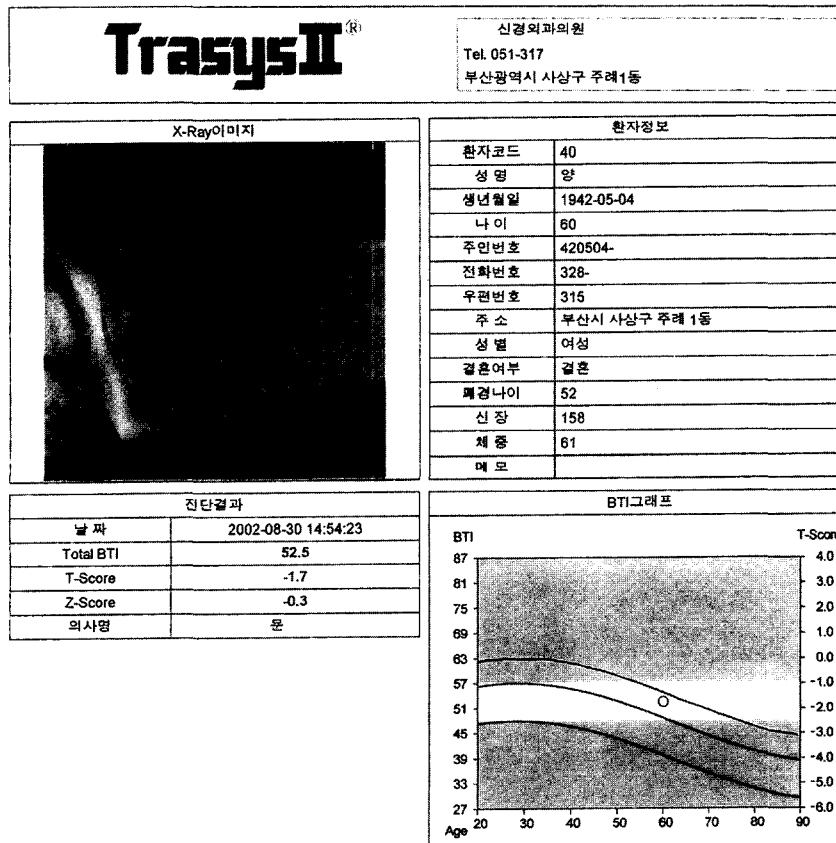 TrasysⅡ®
신경외과의원
Tel. 051-317
부산광역시 사상구 주례1동
X-Ray이미지
환자정보
환자코드 40
성 명 양
생년월일 1942-05-04
나 이 60
주인번호 420504-
전화번호 328-
우편번호 315
주 소 부산시 사상구 주례 1동
성 별 여성
결혼여부 결혼
폐경나이 52
신 장 158
체 중 61
메 모
진단결과
날 짜 2002-08-30 14:54:23
Total BTI 52.5
T-Score -1.7
Z-Score -0.3
의사명 문
BTI그래프
BTI T-Scor
87 4.0
81 3.0
75 2.0
69 1.0
63 0.0
57 -1.0
51 -2.0
45 -3.0
39 -4.0
33 -5.0
27 -6.0
Age 20 30 40 50 60 70 80 90